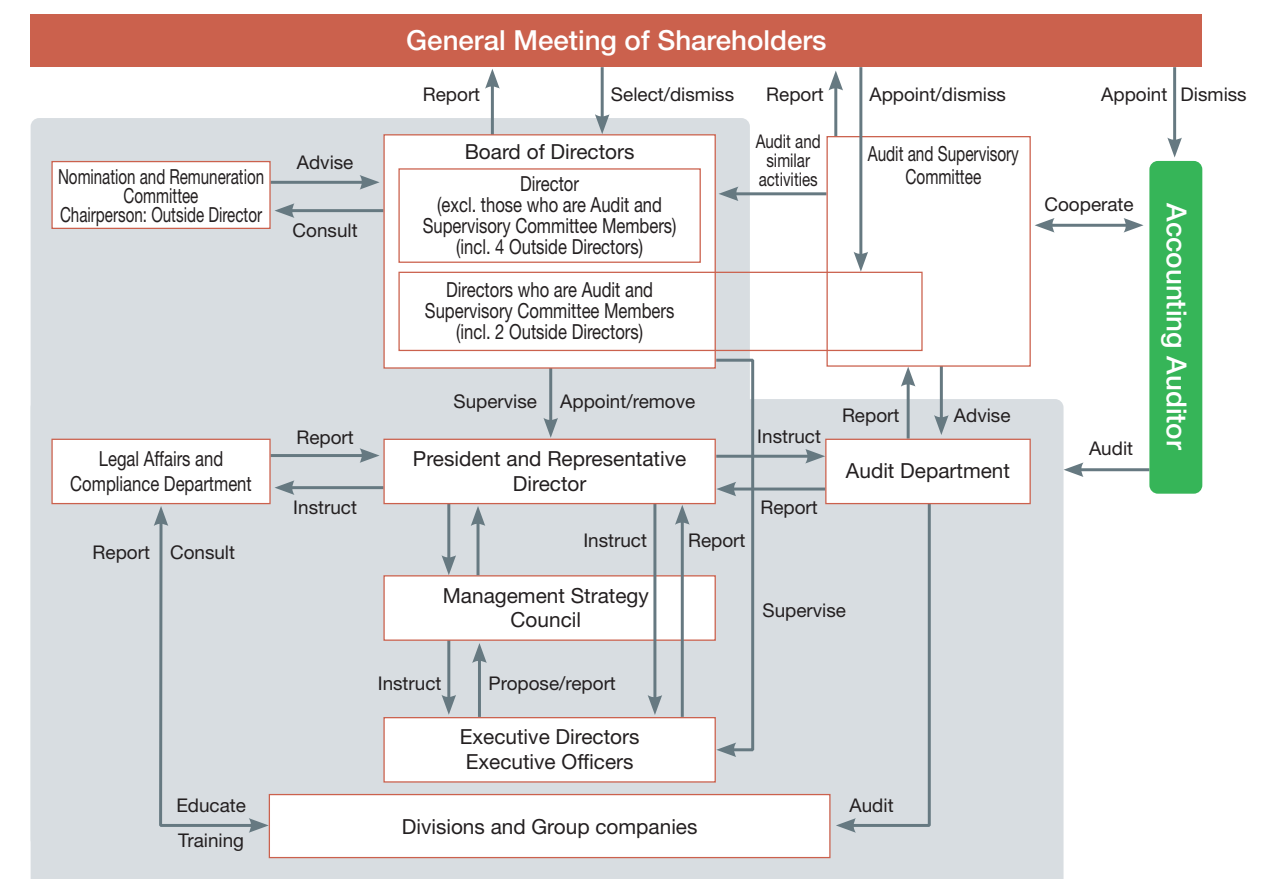 General Meeting of Shareholders
Report
Select/dismiss
Report
Appoint/dismiss
Appoint
Dismiss
Nomination and Remuneration
Committee
Chairperson: Outside Director
Advise
Consult
Board of Directors
Director
(excl. those who are Audit and
Supervisory Committee Members)
(incl. 4 Outside Directors)
Directors who are Audit and
Supervisory Committee Members
(incl. 2 Outside Directors)
Audit and
similar
activities
Audit and Supervisory
Committee
Cooperate
Accounting Auditor
Supervise
Appoint/remove
Report
Advise
Legal Affairs and
Compliance Department
Report
Instruct
President and Representative
Director
Instruct
Report
Audit Department
Audit
Report
Consult
Instruct
Report
Management Strategy
Council
Supervise
Instruct
Propose/report
Executive Directors
Executive Officers
Educate
Training
Divisions and Group companies
Audit